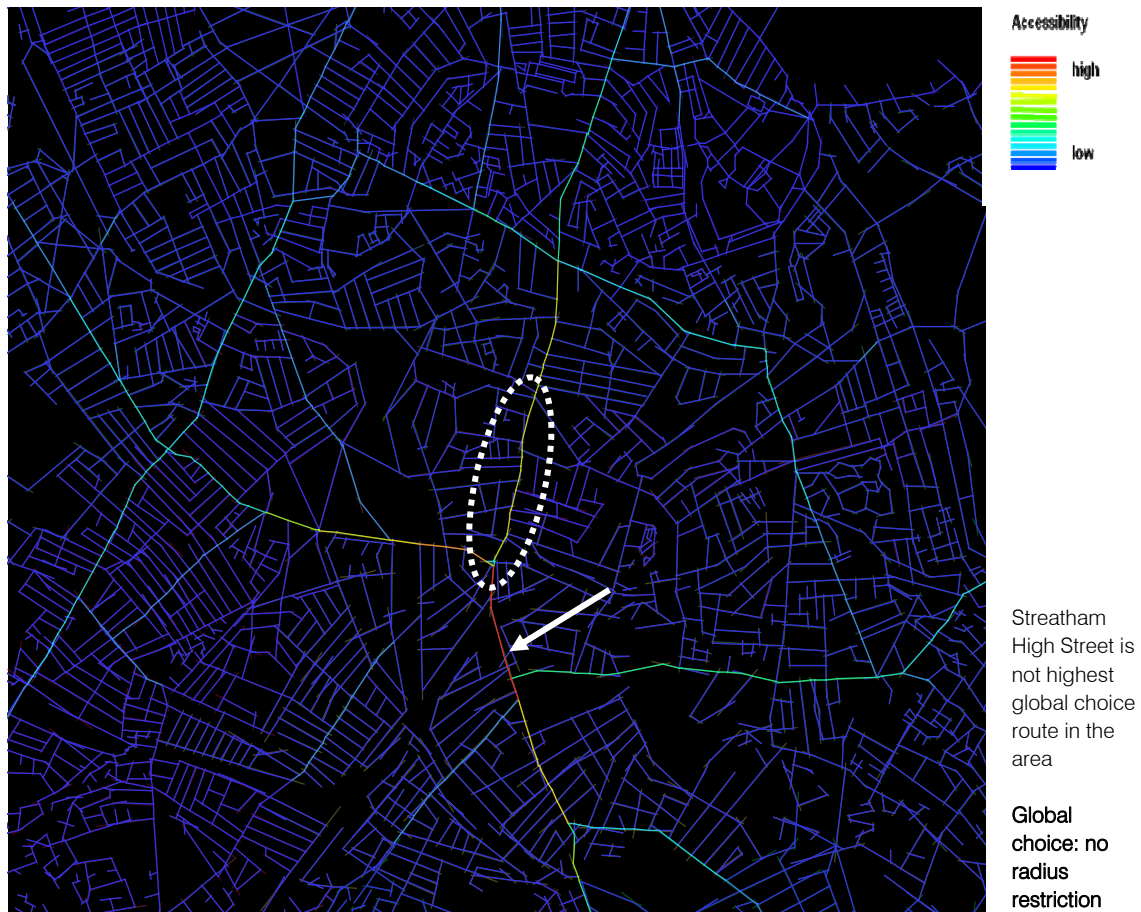 Accessibility
high
low
Streatham
High Street is
not highest
global choice
route in the
area
Global
choice: no
radius
restriction